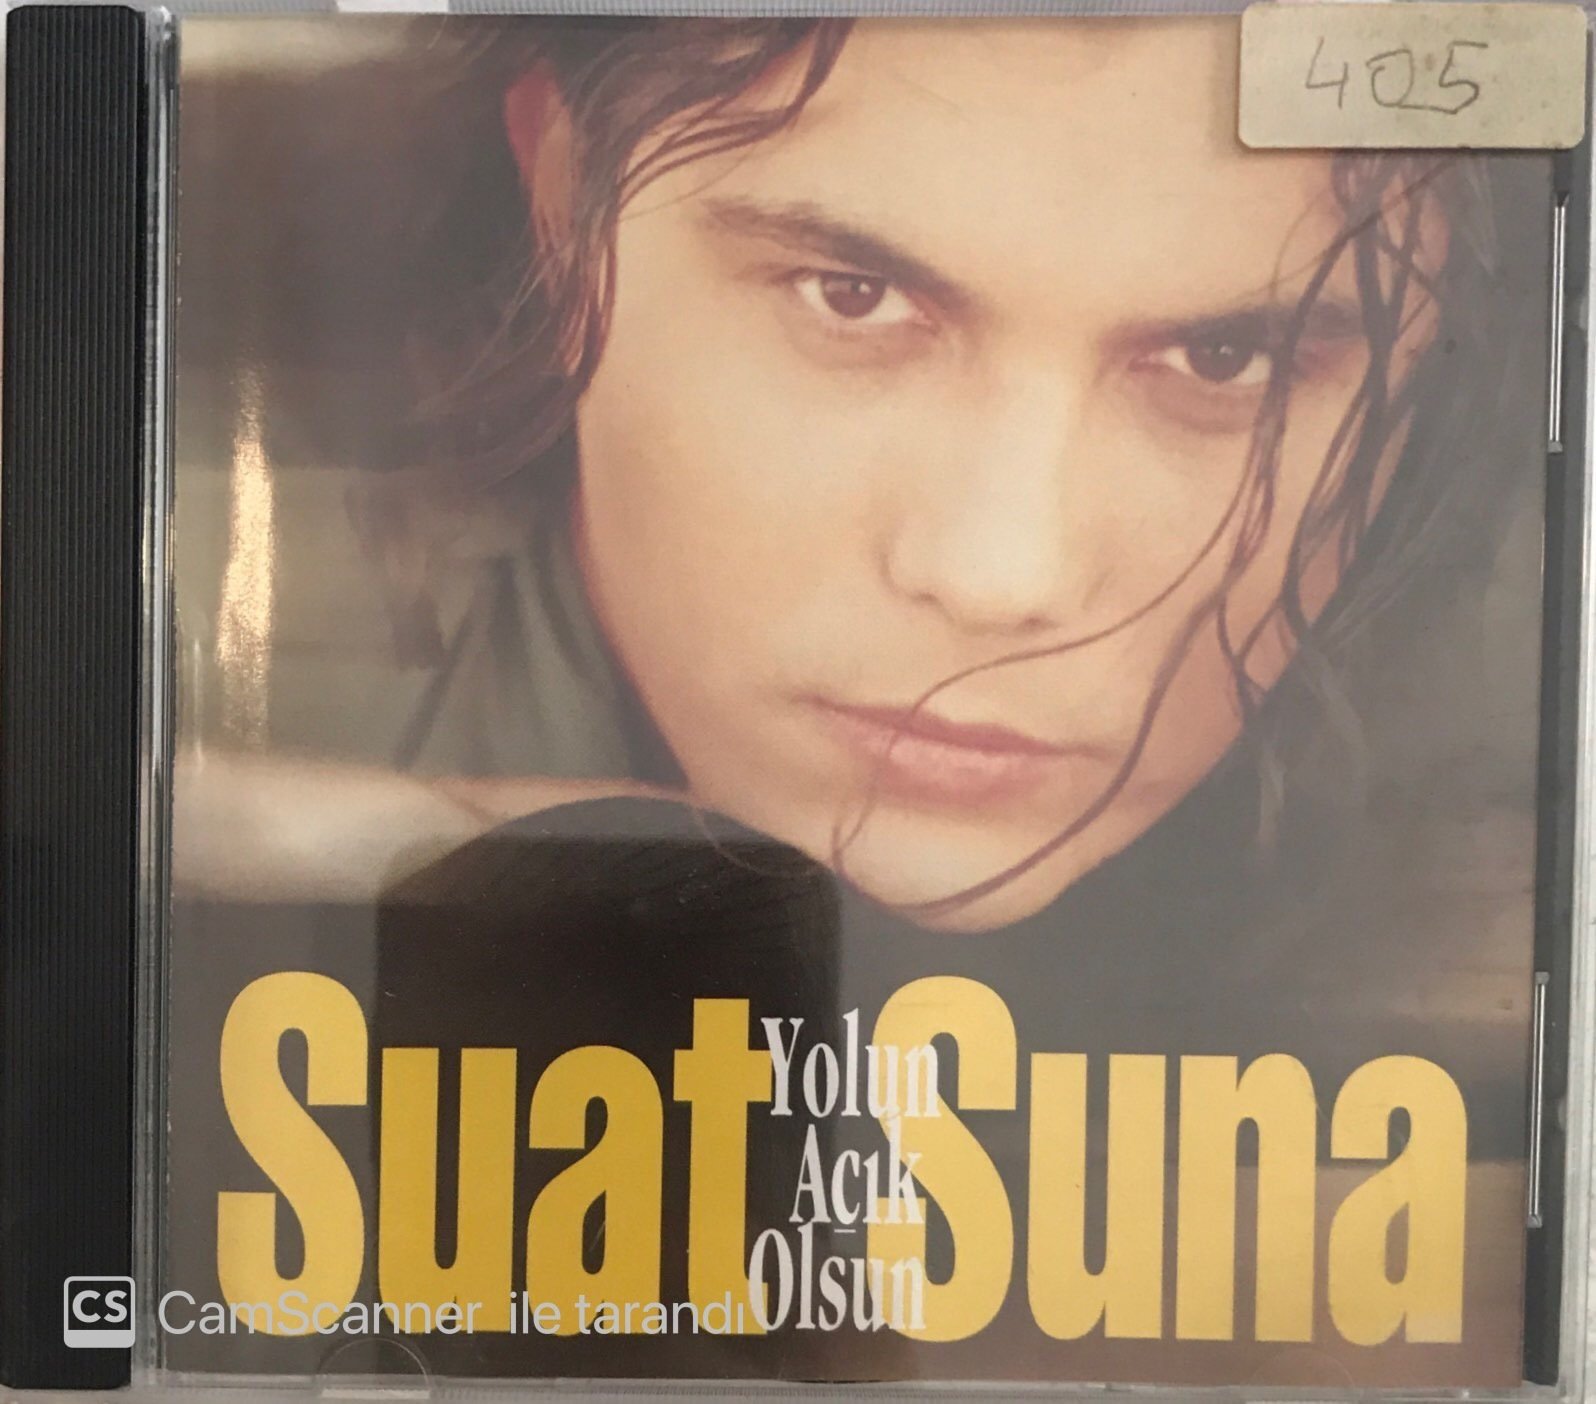 405
Suat Suna
Yolun
Açık
Olsun
CS CamScanner ile tarandı